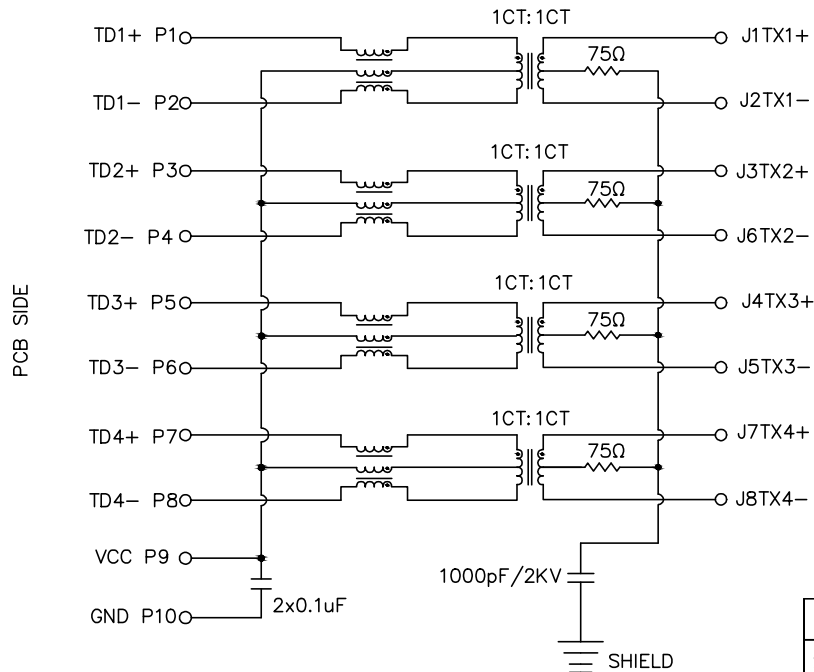 1CT:1CT
TD1+ P1
J1TX1+
75Ω
TD1- P2
J2TX1-
1CT:1CT
TD2+ P3
J3TX2+
75Ω
TD2- P4
J6TX2-
1CT:1CT
TD3+ P5
J4TX3+
75Ω
PCB SIDE
TD3- P6
J5TX3-
1CT:1CT
TD4+ P7
J7TX4+
75Ω
TD4- P8
J8TX4-
VCC P9
1000pF/2KV
2x0.1uF
GND P10
SHIELD